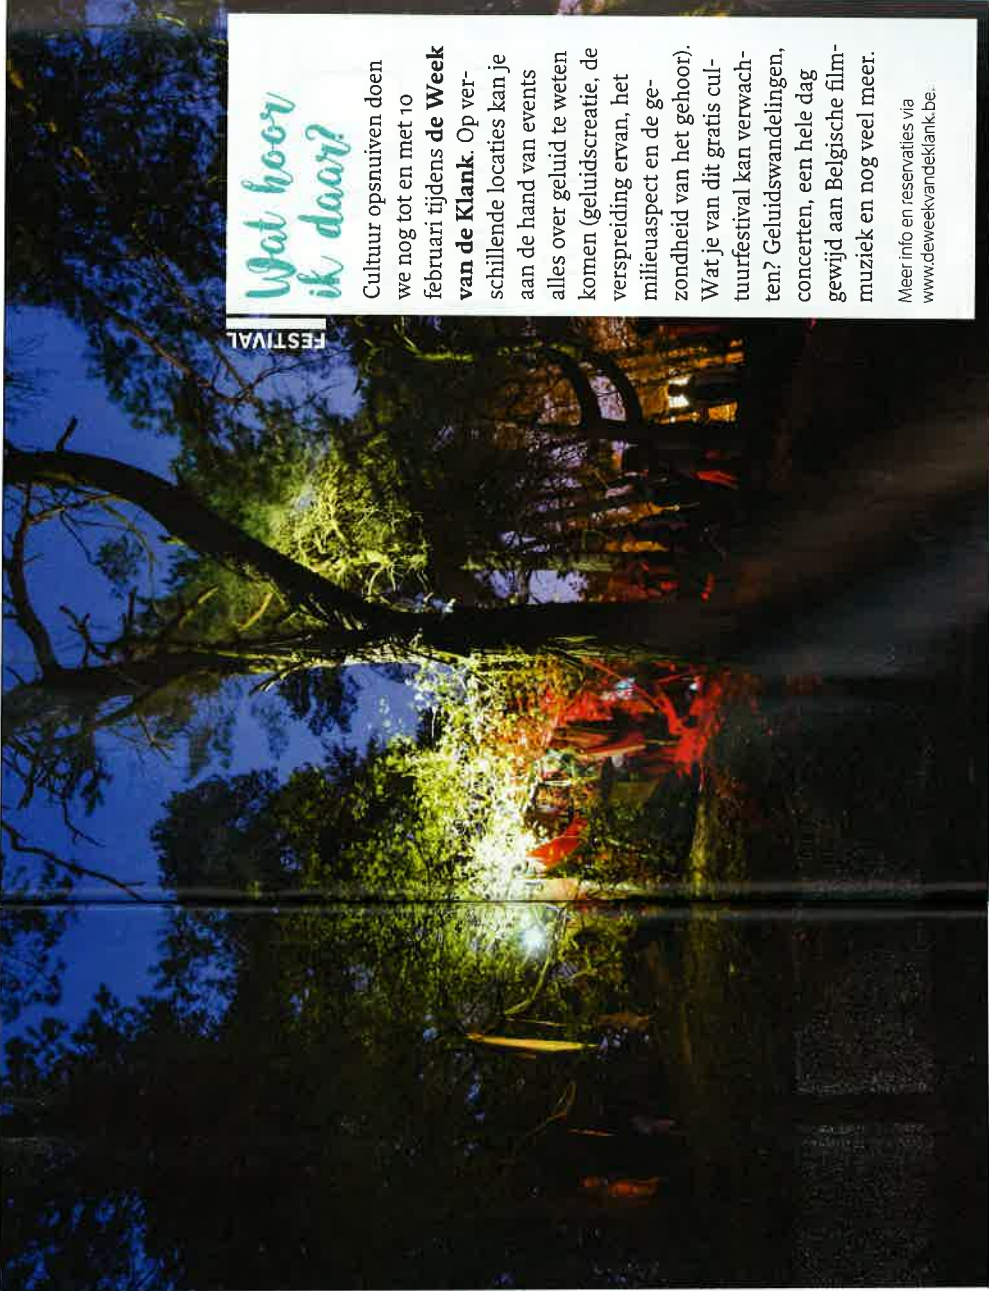 FESTIVAL
Wat hoor
ik daar?
Cultuur opsnuiven doen
we nog tot en met 10
februari tijdens de Week
van de Klank. Op ver-
schillende locaties kan je
aan de hand van events
alles over geluid te weten
komen (geluidscreatie, de
verspreiding ervan, het
milieuaspect en de ge-
zondheid van het gehoor).
Wat je van dit gratis cul-
tuurfestival kan verwach-
ten? Geluidswandelingen,
concerten, een hele dag
gewijd aan Belgische film-
muziek en nog veel meer.
Meer info en reservaties via
www.deweekvandeklank.be.